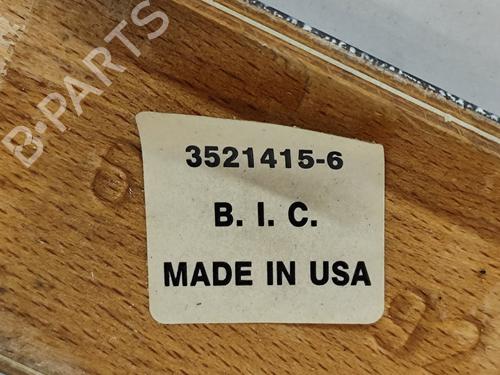 B-PARTS
3521415-6
B. I. C.
MADE IN USA